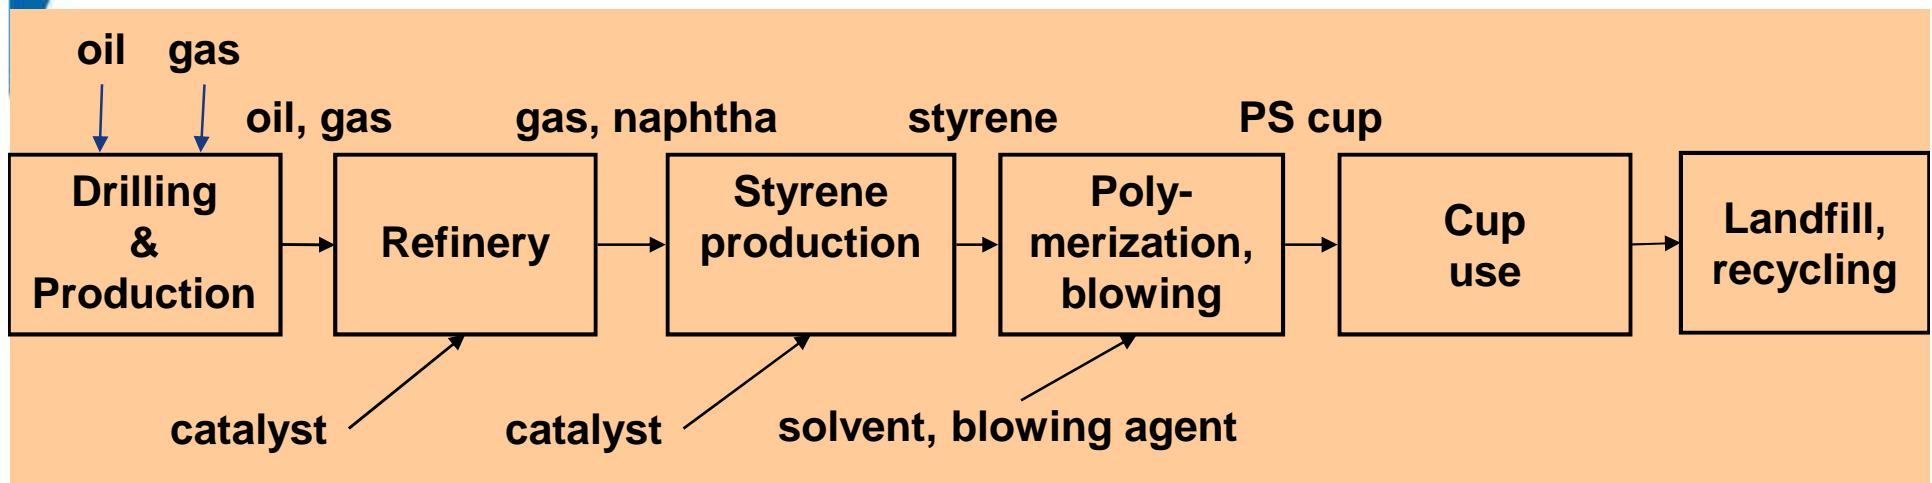 oil gas
oil, gas
gas, naphtha
styrene
PS cup
Drilling
&
Production
Refinery
Styrene
production
Poly-
merization,
blowing
Cup
use
Landfill,
recycling
catalyst
catalyst
solvent, blowing agent